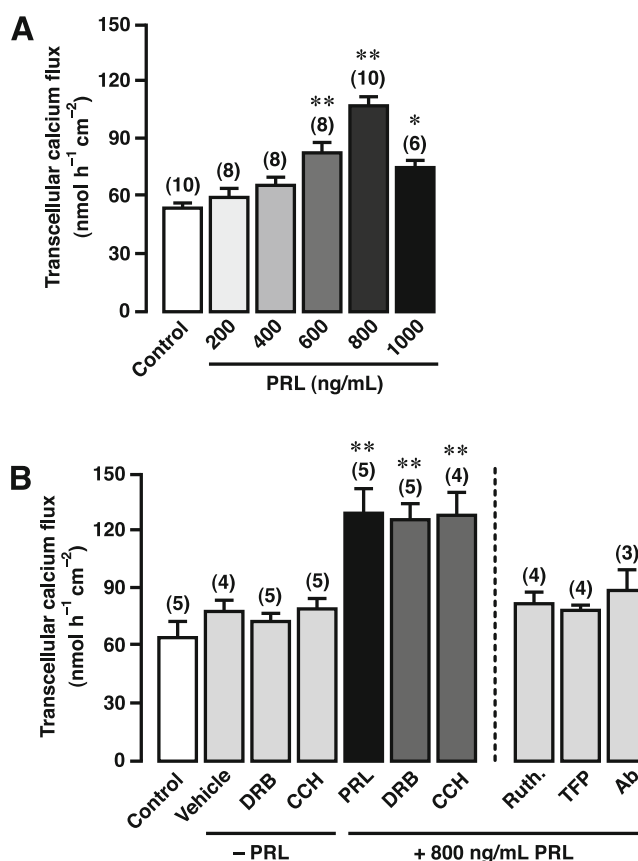 A
Transcellular calcium flux
(nmol h⁻¹ cm⁻²)
150
120
90
60
30
0
(10)
(8)
(8)
**
(8)
**
(10)
*
(6)
Control
200
400
600
800
1000
PRL (ng/mL)
B
Transcellular calcium flux
(nmol h⁻¹ cm⁻²)
150
120
90
60
30
0
(5)
(4)
(5)
(5)
**
(5)
**
(5)
**
(4)
(4)
(4)
(3)
Control
Vehicle
DRB
CCH
PRL
DRB
CCH
Ruth.
TFP
Ab
– PRL
+ 800 ng/mL PRL